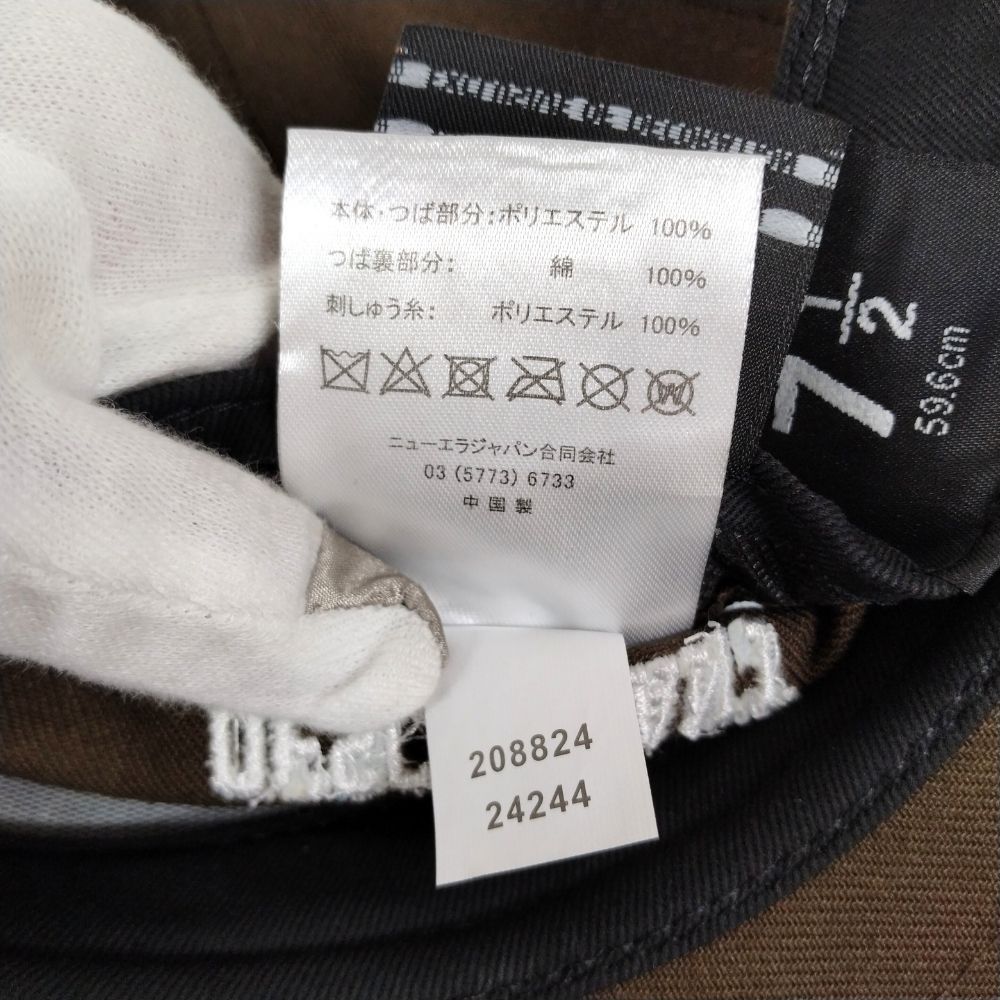 本体・つば部分:ポリエステル 100%
つば裏部分: 綿 100%
刺しゅう糸: ポリエステル 100%
ニューエラジャパン合同会社
03 (5773) 6733
中国製
208824
24244
7 1/2
59.6cm